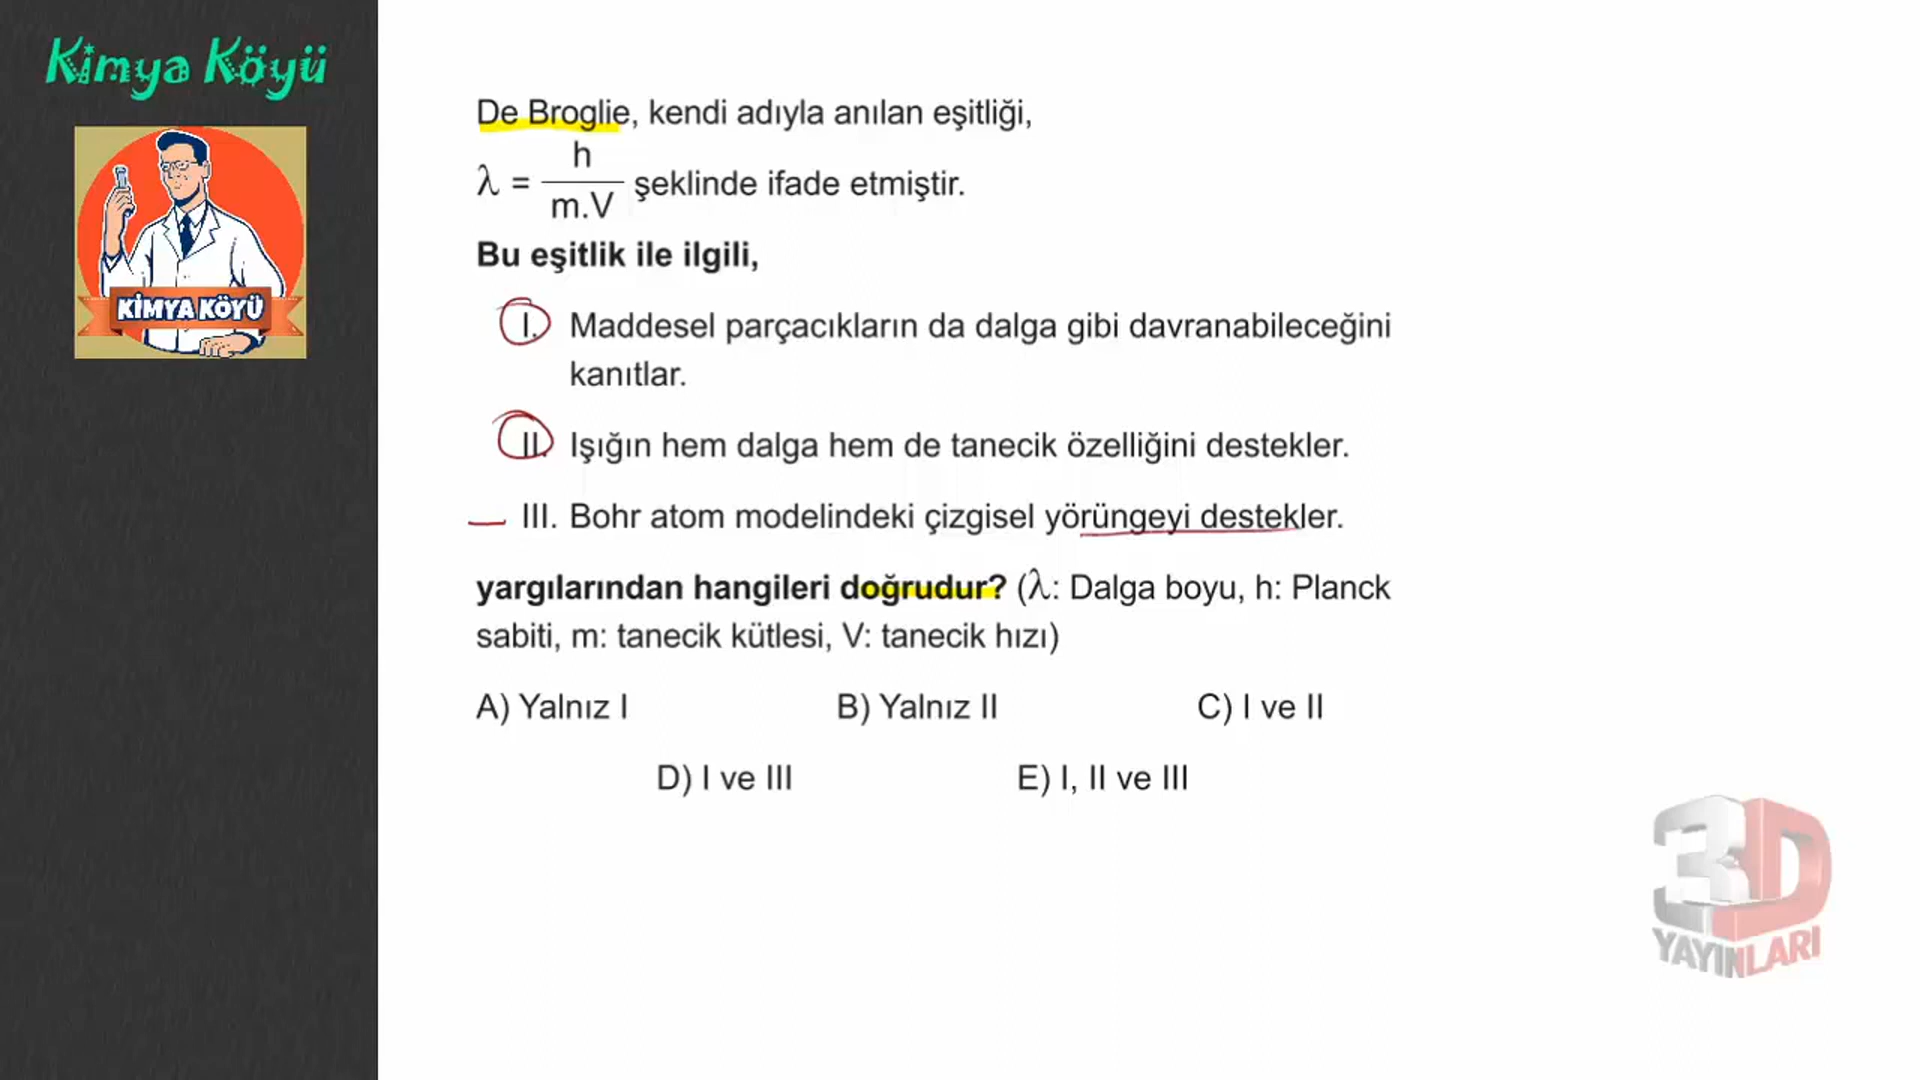 Kimya Köyü
KİMYA KÖYÜ
De Broglie, kendi adıyla anılan eşitliği,
λ = h / m.V şeklinde ifade etmiştir.
Bu eşitlik ile ilgili,
I. Maddesel parçacıkların da dalga gibi davranabileceğini
kanıtlar.
II. Işığın hem dalga hem de tanecik özelliğini destekler.
III. Bohr atom modelindeki çizgisel yörüngeyi destekler.
yargılarından hangileri doğrudur? (λ: Dalga boyu, h: Planck
sabiti, m: tanecik kütlesi, V: tanecik hızı)
A) Yalnız I B) Yalnız II C) I ve II
D) I ve III E) I, II ve III
3D
YAYINLARI